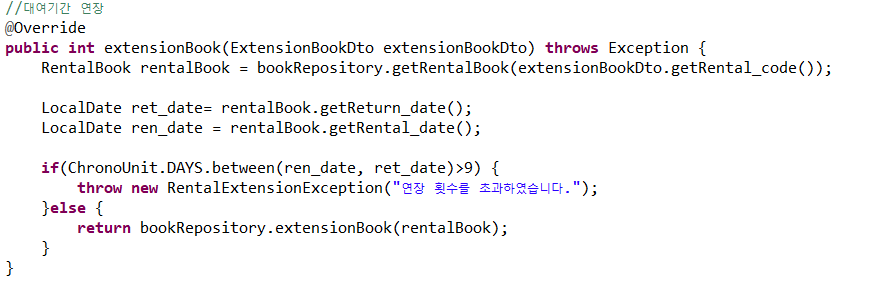 //대여기간 연장
@Override
public int extensionBook(ExtensionBookDto extensionBookDto) throws Exception {
    RentalBook rentalBook = bookRepository.getRentalBook(extensionBookDto.getRental_code());
    LocalDate ret_date= rentalBook.getReturn_date();
    LocalDate ren_date = rentalBook.getRental_date();
    if(ChronoUnit.DAYS.between(ren_date, ret_date)>9) {
        throw new RentalExtensionException("연장 횟수를 초과하였습니다.");
    }else {
        return bookRepository.extensionBook(rentalBook);
    }
}